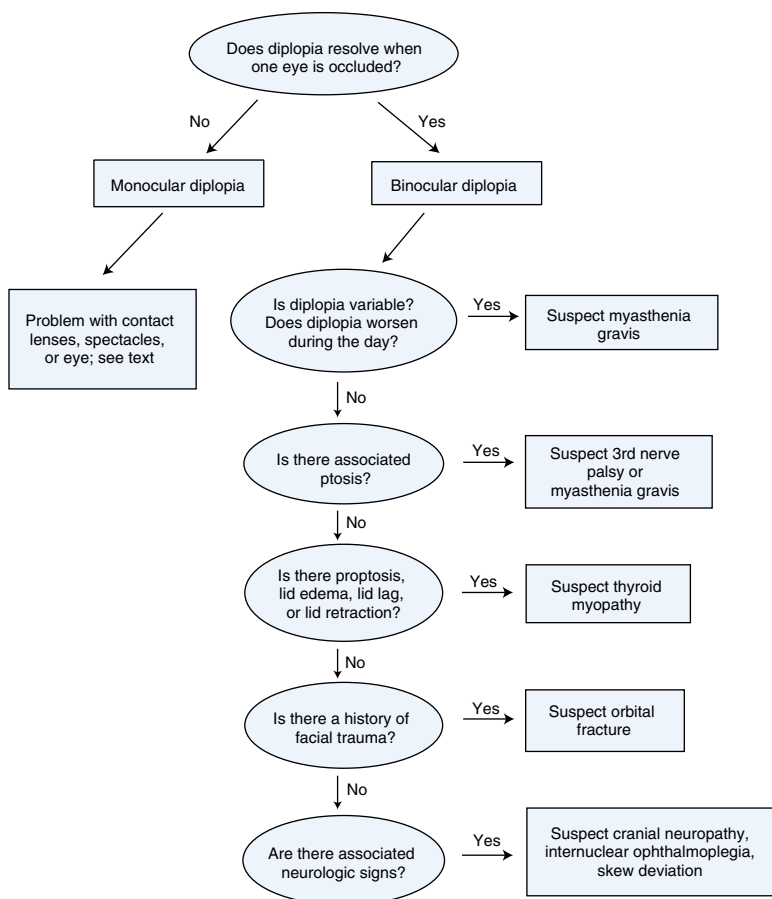 Does diplopia resolve when
one eye is occluded?
No
Yes
Monocular diplopia
Binocular diplopia
Problem with contact
lenses, spectacles,
or eye; see text
Is diplopia variable?
Does diplopia worsen
during the day?
Yes
Suspect myasthenia
gravis
No
Is there associated
ptosis?
Yes
Suspect 3rd nerve
palsy or
myasthenia gravis
No
Is there proptosis,
lid edema, lid lag,
or lid retraction?
Yes
Suspect thyroid
myopathy
No
Is there a history of
facial trauma?
Yes
Suspect orbital
fracture
No
Are there associated
neurologic signs?
Yes
Suspect cranial neuropathy,
internuclear ophthalmoplegia,
skew deviation